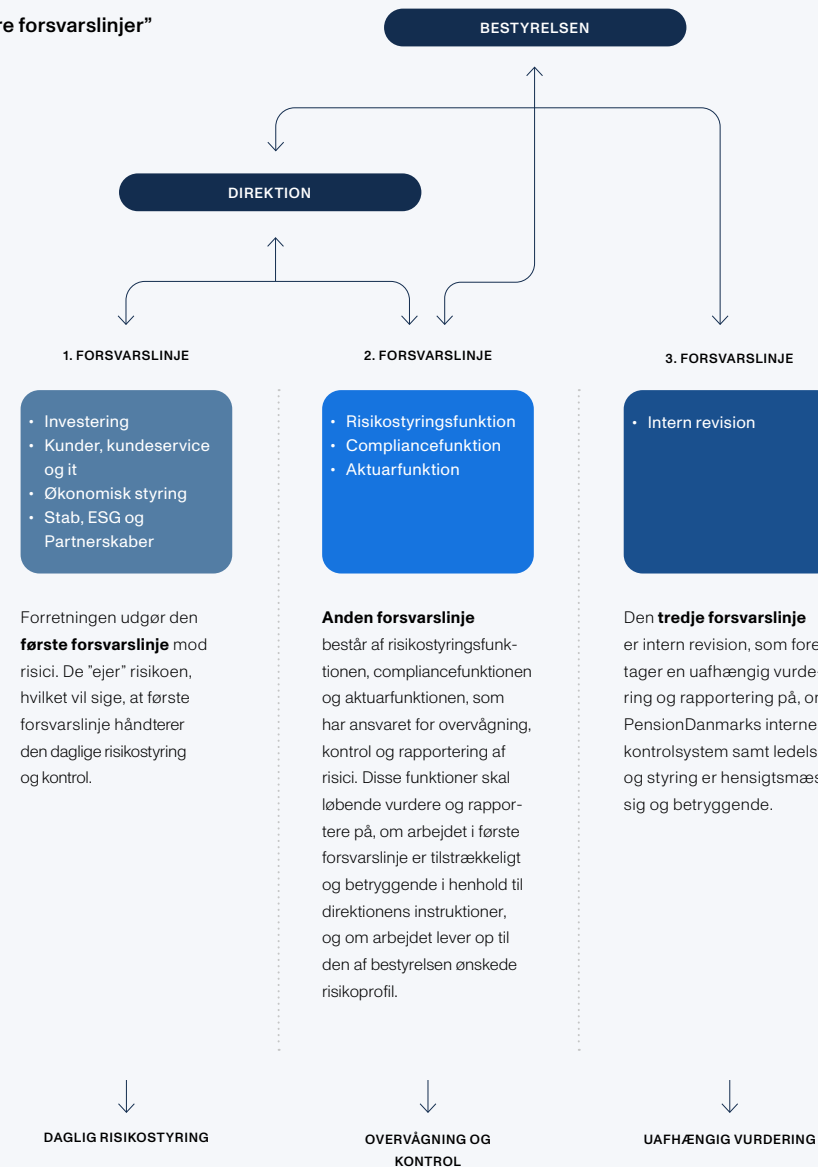 re forsvarslinjer”
BESTYRELSEN
DIREKTION
1. FORSVARSLINJE
• Investering
• Kunder, kundeservice
og it
• Økonomisk styring
• Stab, ESG og
Partnerskaber
Forretningen udgør den
første forsvarslinje mod
risici. De ”ejer” risikoen,
hvilket vil sige, at første
forsvarslinje håndterer
den daglige risikostyring
og kontrol.
DAGLIG RISIKOSTYRING
2. FORSVARSLINJE
• Risikostyringsfunktion
• Compliancefunktion
• Aktuarfunktion
Anden forsvarslinje
består af risikostyringsfunk-
tionen, compliancefunktionen
og aktuarfunktionen, som
har ansvaret for overvågning,
kontrol og rapportering af
risici. Disse funktioner skal
løbende vurdere og rappor-
tere på, om arbejdet i første
forsvarslinje er tilstrækkeligt
og betryggende i henhold til
direktionens instruktioner,
og om arbejdet lever op til
den af bestyrelsen ønskede
risikoprofil.
OVERVÅGNING OG
KONTROL
3. FORSVARSLINJE
• Intern revision
Den tredje forsvarslinje
er intern revision, som fore
tager en uafhængig vurde
ring og rapportering på,
PensionDanmarks interne
kontrolsystem samt ledels
og styring er hensigtsmæs
sig og betryggende.
UAFHÆNGIG VURDERING